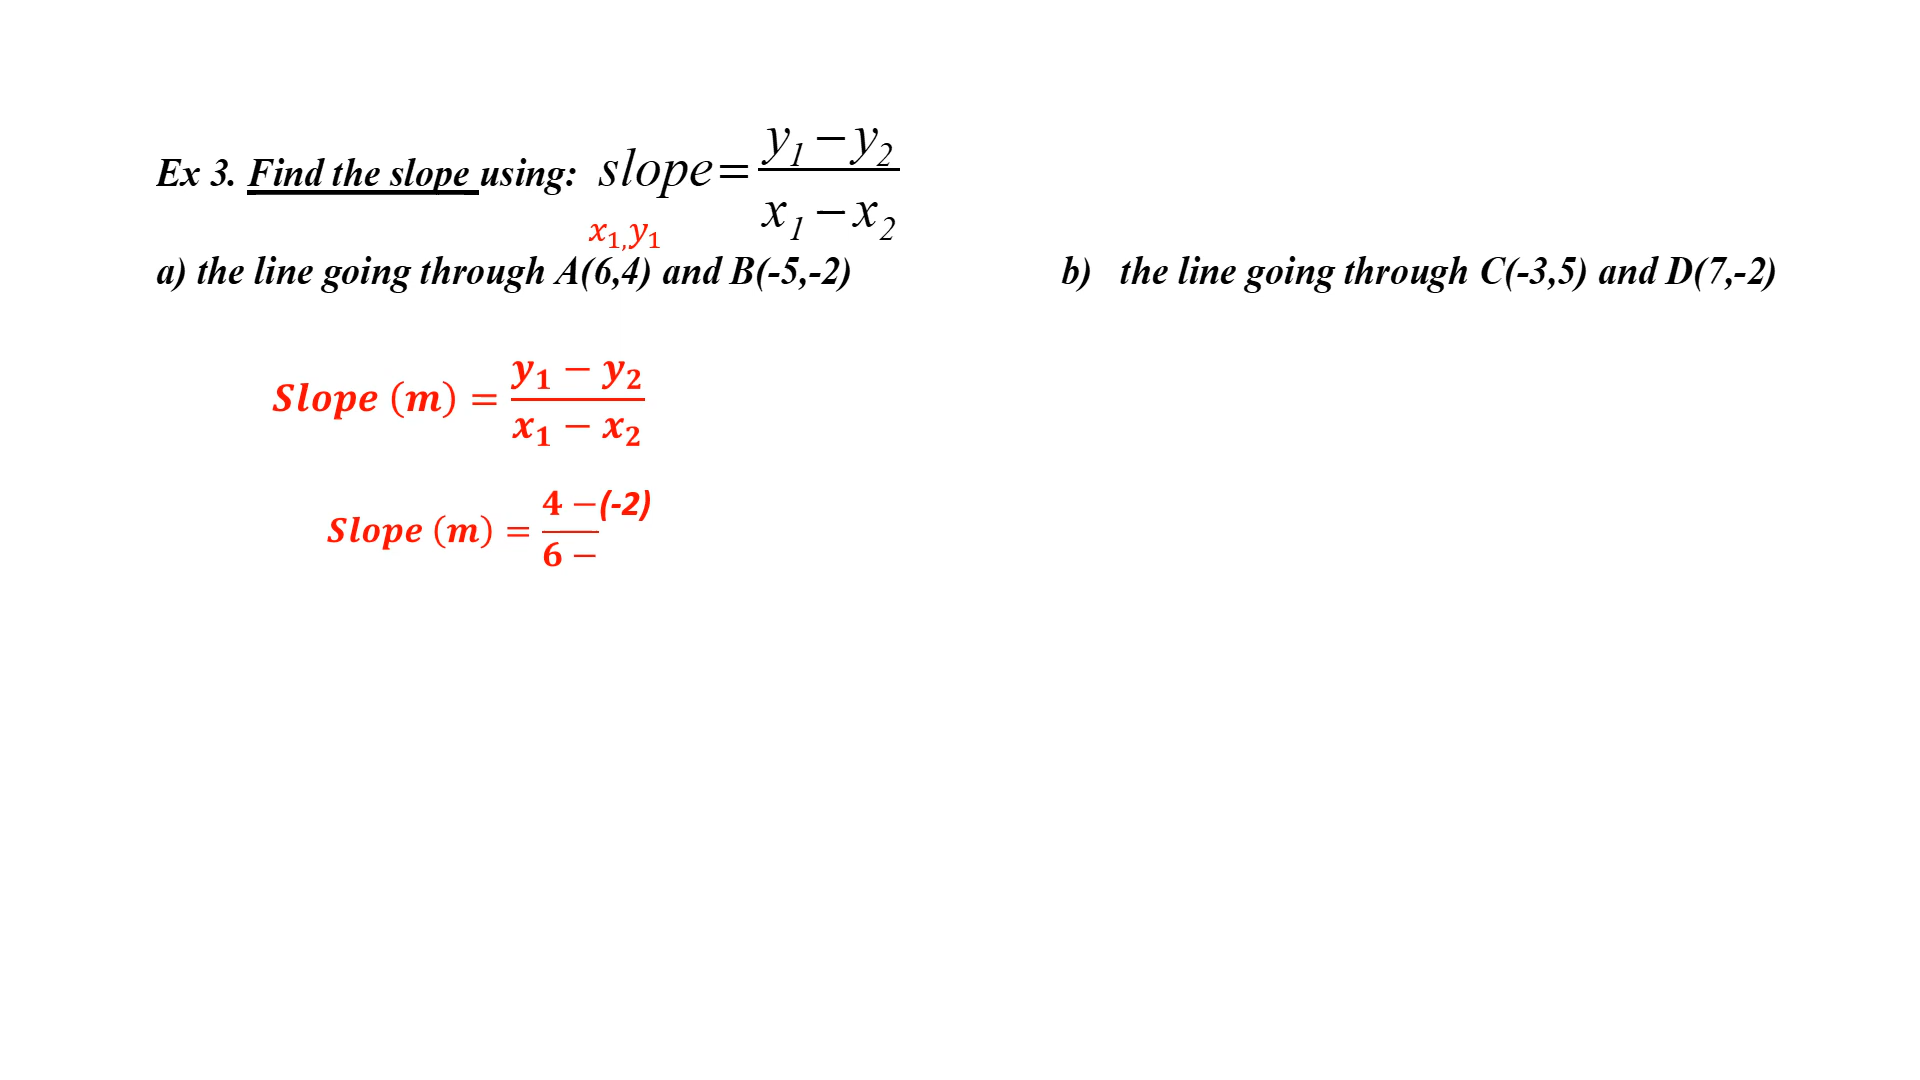 Ex 3. Find the slope using: slope = y₁ − y₂ / x₁ − x₂
x₁,y₁
a) the line going through A(6,4) and B(-5,-2)
b) the line going through C(-3,5) and D(7,-2)
Slope (m) = y₁ − y₂ / x₁ − x₂
Slope (m) = 4 −(-2) / 6 −